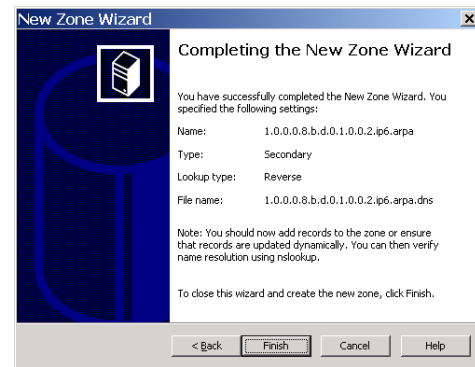 New Zone Wizard
Completing the New Zone Wizard
You have successfully completed the New Zone Wizard. You
specified the following settings:
Name: 1.0.0.0.8.b.d.0.1.0.0.2.ip6.arpa
Type: Secondary
Lookup type: Reverse
File name: 1.0.0.0.8.b.d.0.1.0.0.2.ip6.arpa.dns
Note: You should now add records to the zone or ensure
that records are updated dynamically. You can then verify
name resolution using nslookup.
To close this wizard and create the new zone, click Finish.
< Back Finish Cancel Help